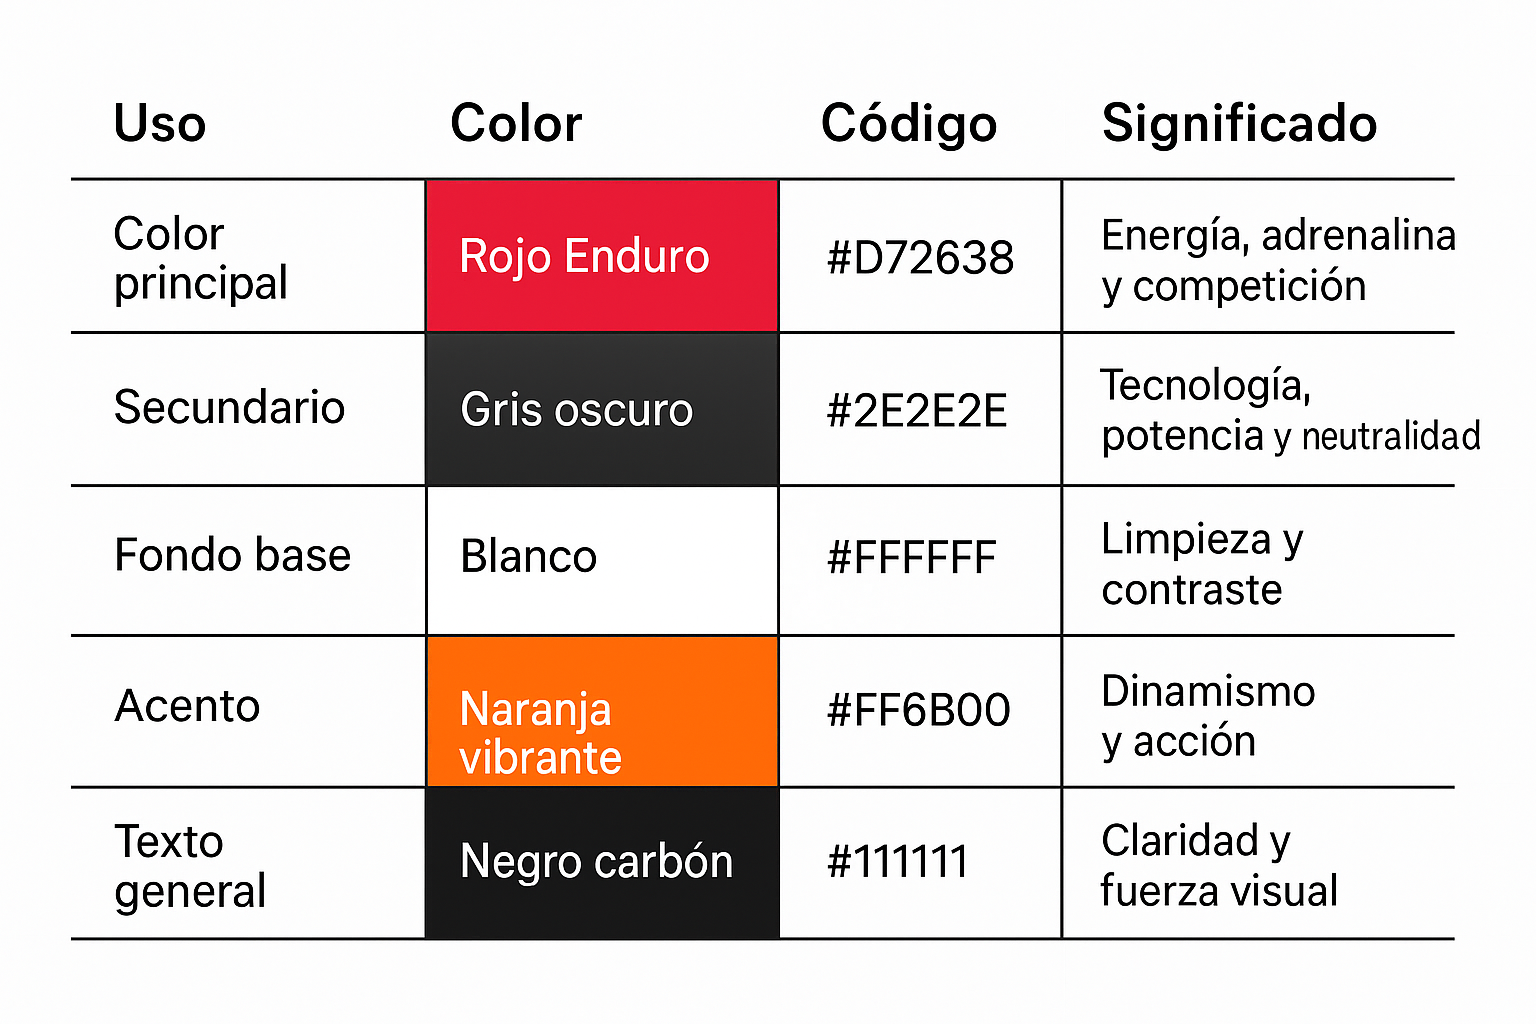 Uso Color Código Significado
Color
principal
Rojo Enduro
#D72638
Energía, adrenalina
y competición
Secundario
Gris oscuro
#2E2E2E
Tecnología,
potencia y neutralidad
Fondo base
Blanco
#FFFFFF
Limpieza y
contraste
Acento
Naranja
vibrante
#FF6B00
Dinamismo
y acción
Texto
general
Negro carbón
#111111
Claridad y
fuerza visual